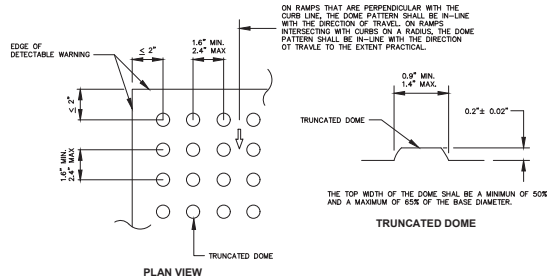 ON RAMPS THAT ARE PERPENDICULAR WITH THE
CURB LINE, THE DOME PATTERN SHALL BE IN-LINE
WITH THE DIRECTION OF TRAVEL. ON RAMPS
INTERSECTING WITH CURBS ON A RADIUS, THE DOME
PATTERN SHALL BE IN-LINE WITH THE DIRECTION
OT TRAVLE TO THE EXTENT PRACTICAL.
EDGE OF
DETECTABLE WARNING
≤ 2"
1.6" MIN.
2.4" MAX
≤ 2"
1.6" MIN.
2.4" MAX
TRUNCATED DOME
PLAN VIEW
0.9" MIN.
1.4" MAX.
0.2"± 0.02"
TRUNCATED DOME
THE TOP WIDTH OF THE DOME SHAL BE A MINIMUN OF 50%
AND A MAXIMUM OF 65% OF THE BASE DIAMETER.
TRUNCATED DOME